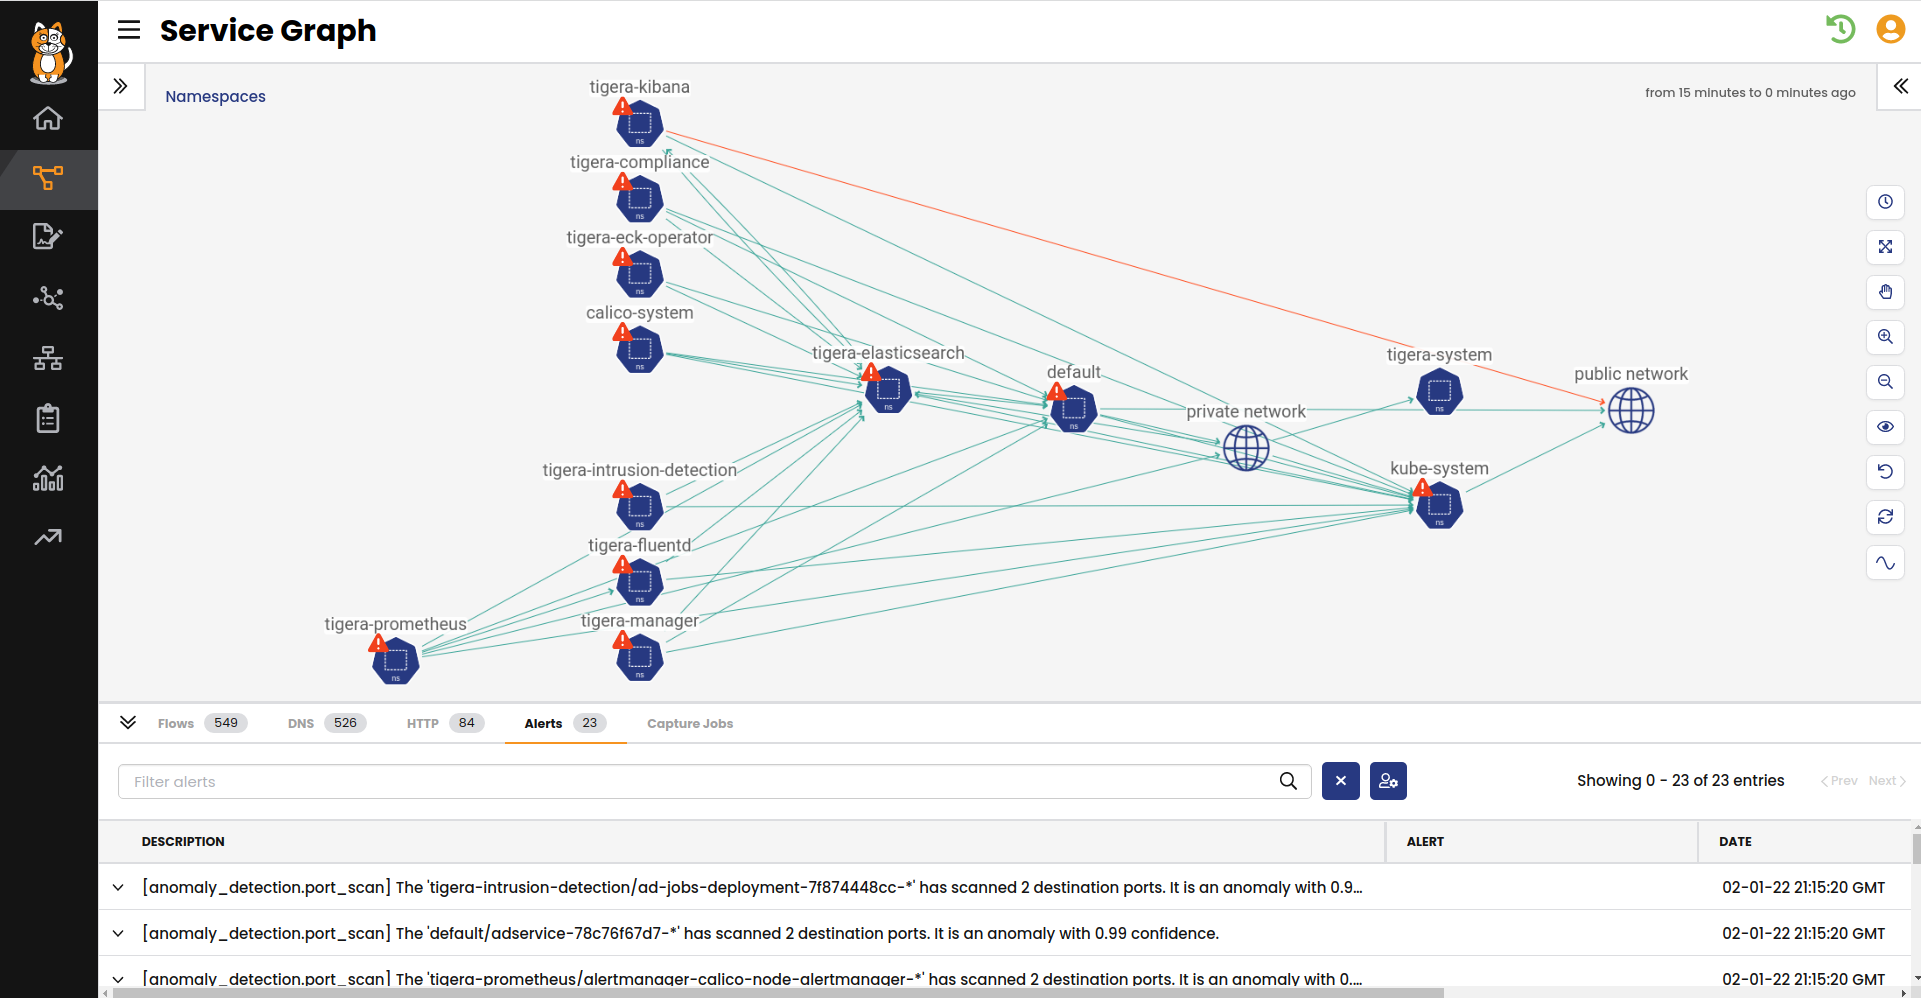 Service Graph
Namespaces
from 15 minutes to 0 minutes ago
tigera-kibana
ns
tigera-compliance
ns
tigera-eck-operator
ns
calico-system
ns
tigera-elasticsearch
ns
default
ns
private network
tigera-system
ns
public network
kube-system
ns
tigera-intrusion-detection
ns
tigera-fluentd
ns
tigera-manager
ns
tigera-prometheus
ns
Flows 549 DNS 526 HTTP 84 Alerts 23 Capture Jobs
Filter alerts
Showing 0 - 23 of 23 entries Prev Next
DESCRIPTION ALERT DATE
[anomaly_detection.port_scan] The 'tigera-intrusion-detection/ad-jobs-deployment-7f874448cc-*' has scanned 2 destination ports. It is an anomaly with 0.9... 02-01-22 21:15:20 GMT
[anomaly_detection.port_scan] The 'default/adservice-78c76f67d7-*' has scanned 2 destination ports. It is an anomaly with 0.99 confidence. 02-01-22 21:15:20 GMT
[anomaly_detection.port_scan] The 'tigera-prometheus/alertmanager-calico-node-alertmanager-*' has scanned 2 destination ports. It is an anomaly with 0.... 02-01-22 21:15:20 GMT